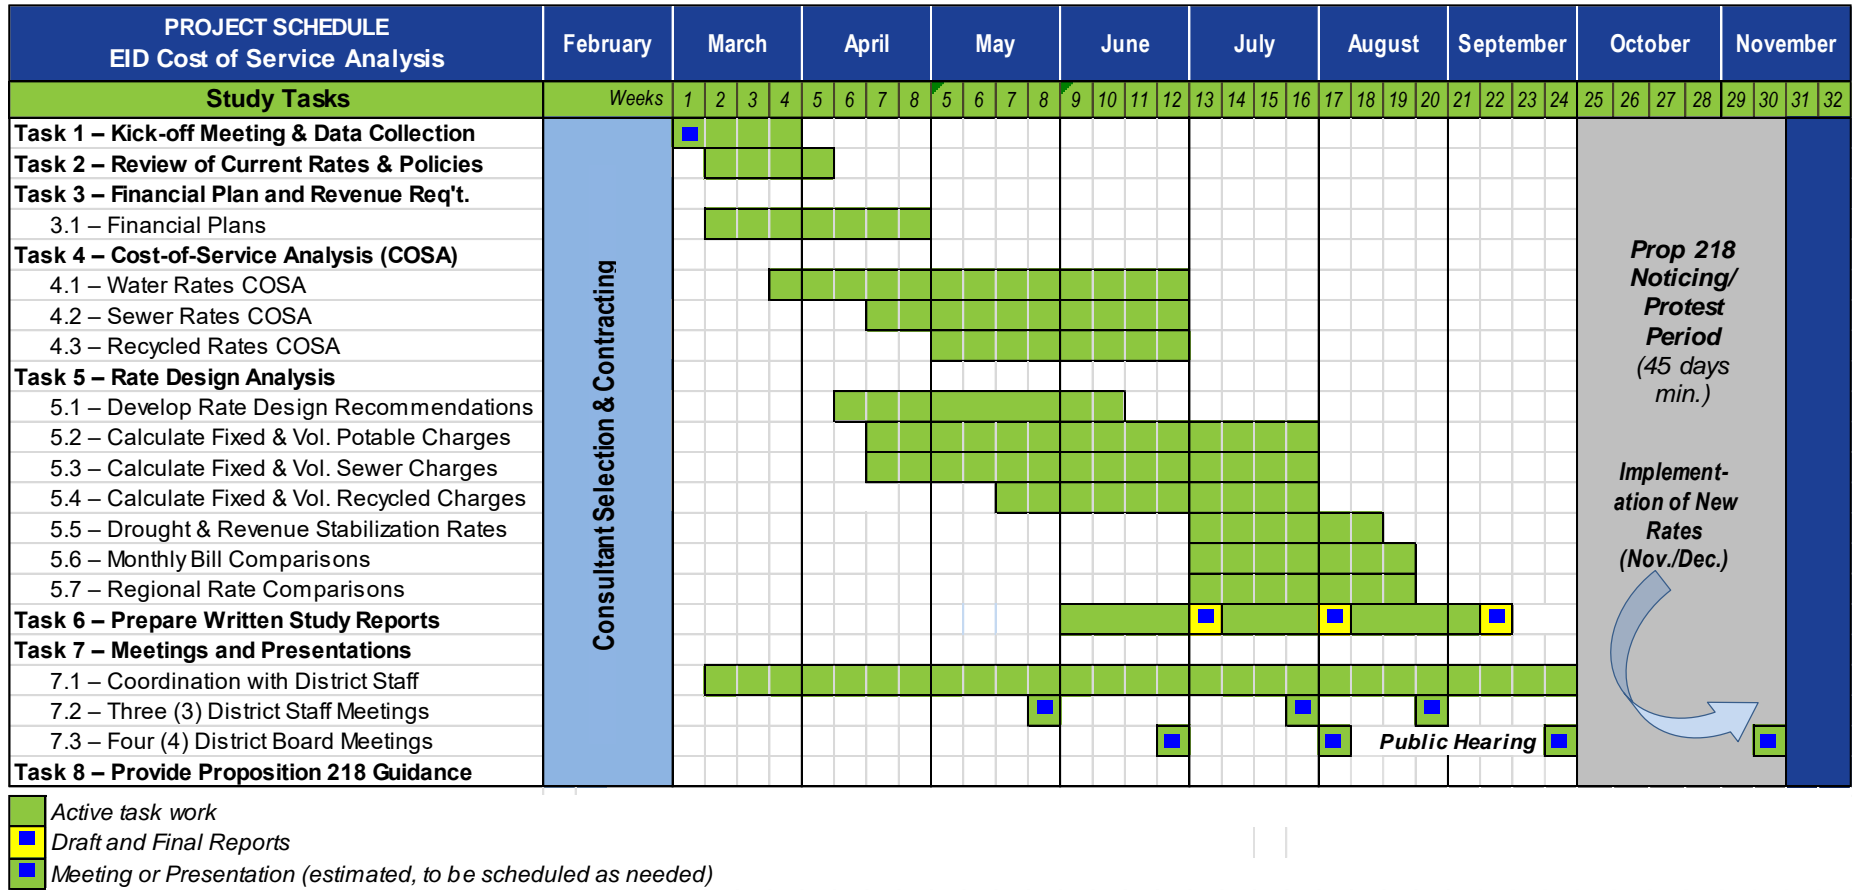 PROJECT SCHEDULE
EID Cost of Service Analysis
February March April May June July August September October November
Study Tasks Weeks 1 2 3 4 5 6 7 8 5 6 7 8 9 10 11 12 13 14 15 16 17 18 19 20 21 22 23 24 25 26 27 28 29 30 31 32
Task 1 – Kick-off Meeting & Data Collection
Task 2 – Review of Current Rates & Policies
Task 3 – Financial Plan and Revenue Req't.
3.1 – Financial Plans
Task 4 – Cost-of-Service Analysis (COSA)
4.1 – Water Rates COSA
4.2 – Sewer Rates COSA
4.3 – Recycled Rates COSA
Task 5 – Rate Design Analysis
5.1 – Develop Rate Design Recommendations
5.2 – Calculate Fixed & Vol. Potable Charges
5.3 – Calculate Fixed & Vol. Sewer Charges
5.4 – Calculate Fixed & Vol. Recycled Charges
5.5 – Drought & Revenue Stabilization Rates
5.6 – Monthly Bill Comparisons
5.7 – Regional Rate Comparisons
Task 6 – Prepare Written Study Reports
Task 7 – Meetings and Presentations
7.1 – Coordination with District Staff
7.2 – Three (3) District Staff Meetings
7.3 – Four (4) District Board Meetings
Task 8 – Provide Proposition 218 Guidance
Consultant Selection & Contracting
Public Hearing
Prop 218
Noticing/
Protest
Period
(45 days
min.)
Implement-
ation of New
Rates
(Nov./Dec.)
Active task work
Draft and Final Reports
Meeting or Presentation (estimated, to be scheduled as needed)